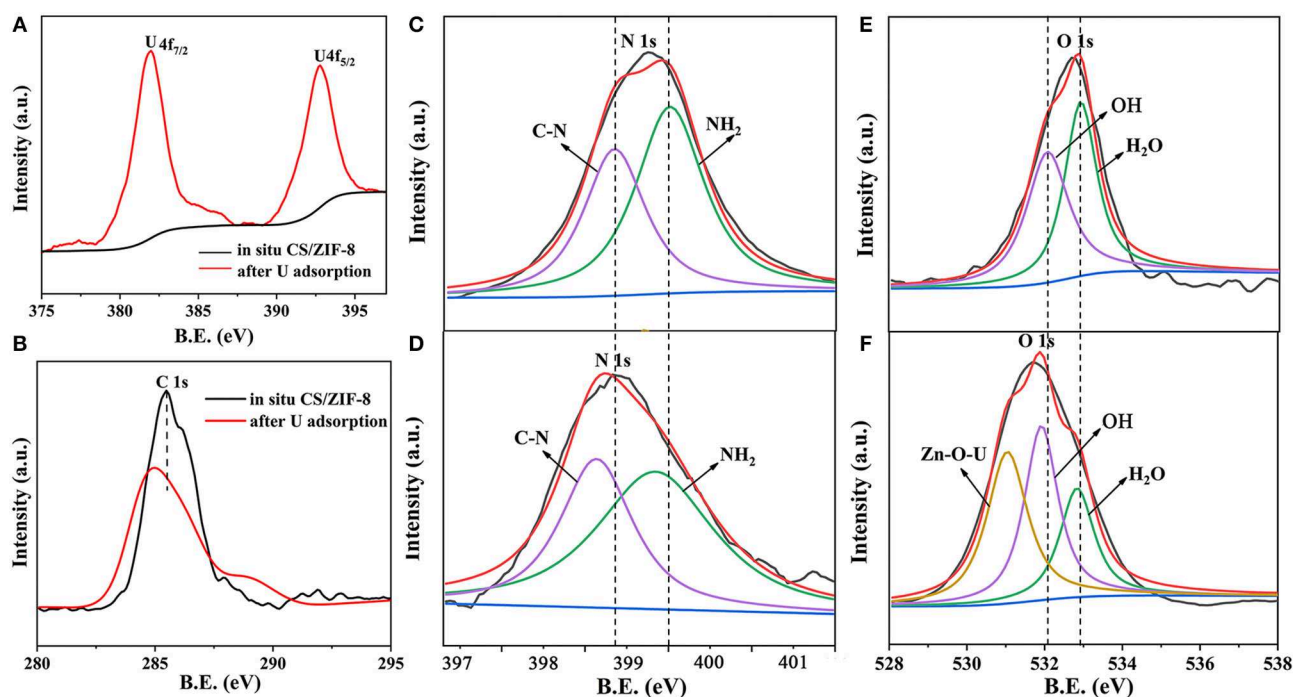 A
U 4f7/2
U4f5/2
Intensity (a.u.)
in situ CS/ZIF-8
after U adsorption
375 380 385 390 395
B.E. (eV)
B
C 1s
in situ CS/ZIF-8
after U adsorption
Intensity (a.u.)
280 285 290 295
B.E. (eV)
C
N 1s
C-N
NH2
Intensity (a.u.)
D
N 1s
C-N
NH2
Intensity (a.u.)
397 398 399 400 401
B.E. (eV)
E
O 1s
OH
H2O
Intensity (a.u.)
F
O 1s
OH
Zn-O-U
H2O
Intensity (a.u.)
528 530 532 534 536 538
B.E. (eV)